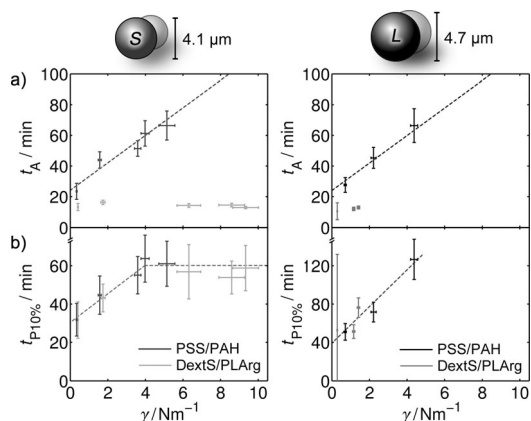 S 4.1 μm L 4.7 μm
a)
100
80
60
40
20
0
t_A / min
100
80
60
40
20
0
t_A / min
b)
80
60
40
20
0
t_P10% / min
PSS/PAH
DextS/PLArg
0 2 4 6 8 10
γ / Nm⁻¹
120
80
40
0
t_P10% / min
PSS/PAH
DextS/PLArg
0 2 4 6 8 10
γ / Nm⁻¹